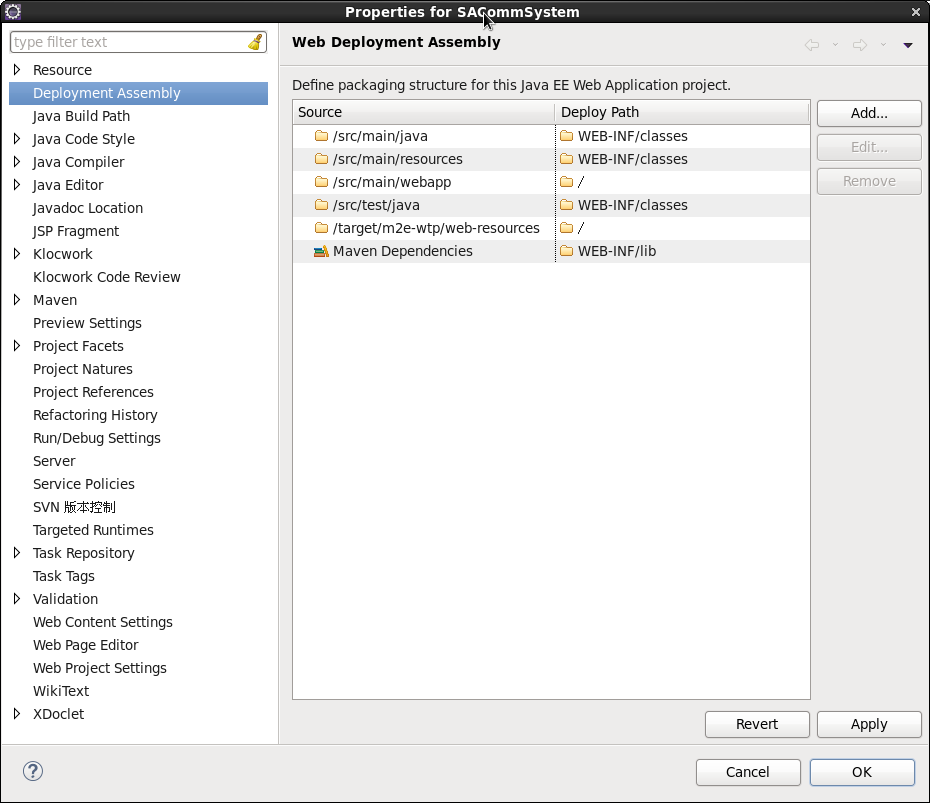 Properties for SACommSystem
type filter text
Resource
Deployment Assembly
Java Build Path
Java Code Style
Java Compiler
Java Editor
Javadoc Location
JSP Fragment
Klocwork
Klocwork Code Review
Maven
Preview Settings
Project Facets
Project Natures
Project References
Refactoring History
Run/Debug Settings
Server
Service Policies
SVN 版本控制
Targeted Runtimes
Task Repository
Task Tags
Validation
Web Content Settings
Web Page Editor
Web Project Settings
WikiText
XDoclet
Web Deployment Assembly
Define packaging structure for this Java EE Web Application project.
Source Deploy Path
/src/main/java WEB-INF/classes
/src/main/resources WEB-INF/classes
/src/main/webapp /
/src/test/java WEB-INF/classes
/target/m2e-wtp/web-resources /
Maven Dependencies WEB-INF/lib
Add...
Edit...
Remove
Revert Apply
? Cancel OK